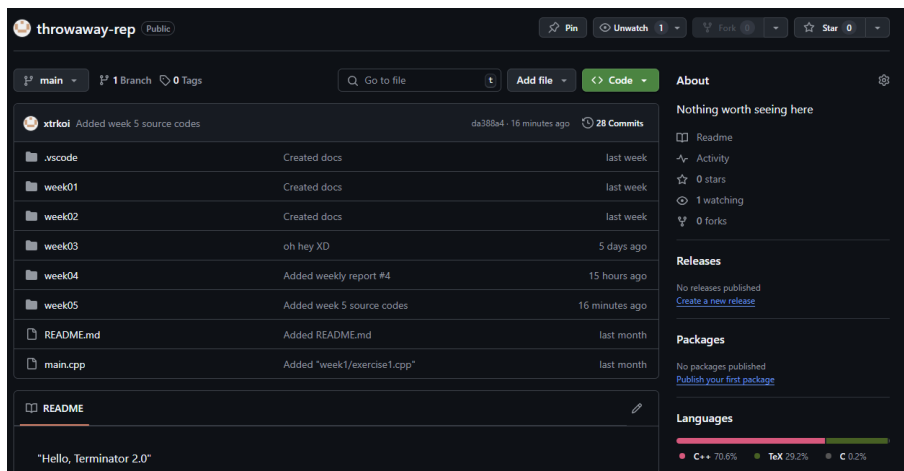 throwaway-rep Public Pin Unwatch 1 Fork 0 Star 0
main 1 Branch 0 Tags Go to file t Add file Code
xtrkoi Added week 5 source codes da388a4 · 16 minutes ago 28 Commits
.vscode Created docs last week
week01 Created docs last week
week02 Created docs last week
week03 oh hey XD 5 days ago
week04 Added weekly report #4 15 hours ago
week05 Added week 5 source codes 16 minutes ago
README.md Added README.md last month
main.cpp Added "week1/exercise1.cpp" last month
README
"Hello, Terminator 2.0"
About
Nothing worth seeing here
Readme
Activity
0 stars
1 watching
0 forks
Releases
No releases published
Create a new release
Packages
No packages published
Publish your first package
Languages
C++ 70.6% TeX 29.2% C 0.2%